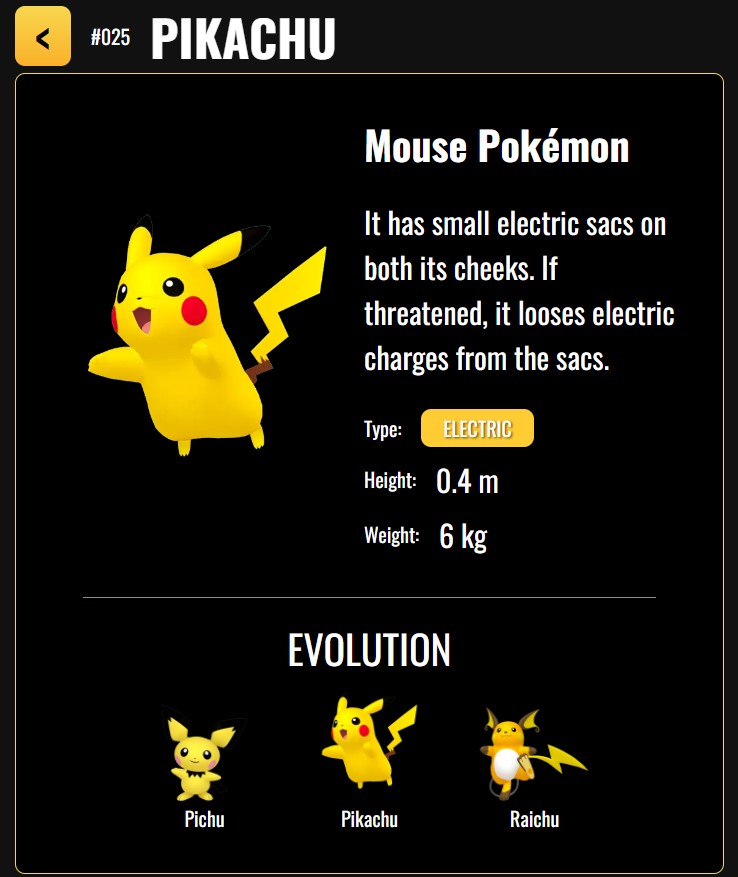 <
#025 PIKACHU
Mouse Pokémon
It has small electric sacs on
both its cheeks. If
threatened, it looses electric
charges from the sacs.
Type: ELECTRIC
Height: 0.4 m
Weight: 6 kg
EVOLUTION
Pichu Pikachu Raichu